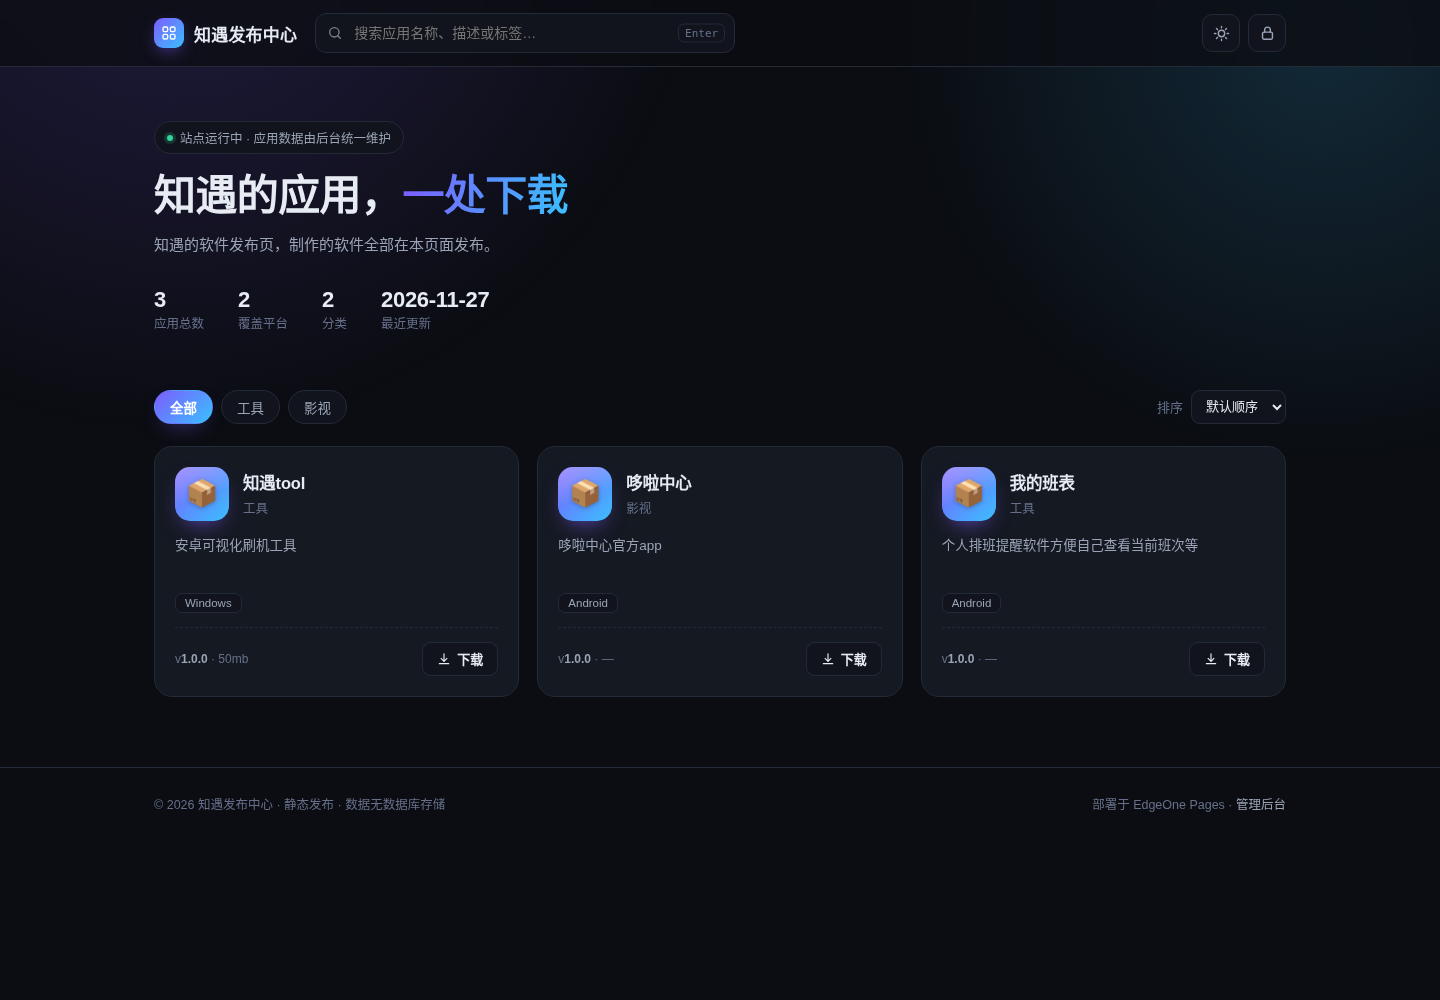 知遇发布中心
搜索应用名称、描述或标签…
Enter
站点运行中 · 应用数据由后台统一维护
知遇的应用，一处下载
知遇的软件发布页，制作的软件全部在本页面发布。
3
应用总数
2
覆盖平台
2
分类
2026-11-27
最近更新
全部
工具
影视
排序
默认顺序
知遇tool
工具
安卓可视化刷机工具
Windows
v1.0.0 · 50mb
下载
哆啦中心
影视
哆啦中心官方app
Android
v1.0.0 · —
下载
我的班表
工具
个人排班提醒软件方便自己查看当前班次等
Android
v1.0.0 · —
下载
© 2026 知遇发布中心 · 静态发布 · 数据无数据库存储
部署于 EdgeOne Pages · 管理后台